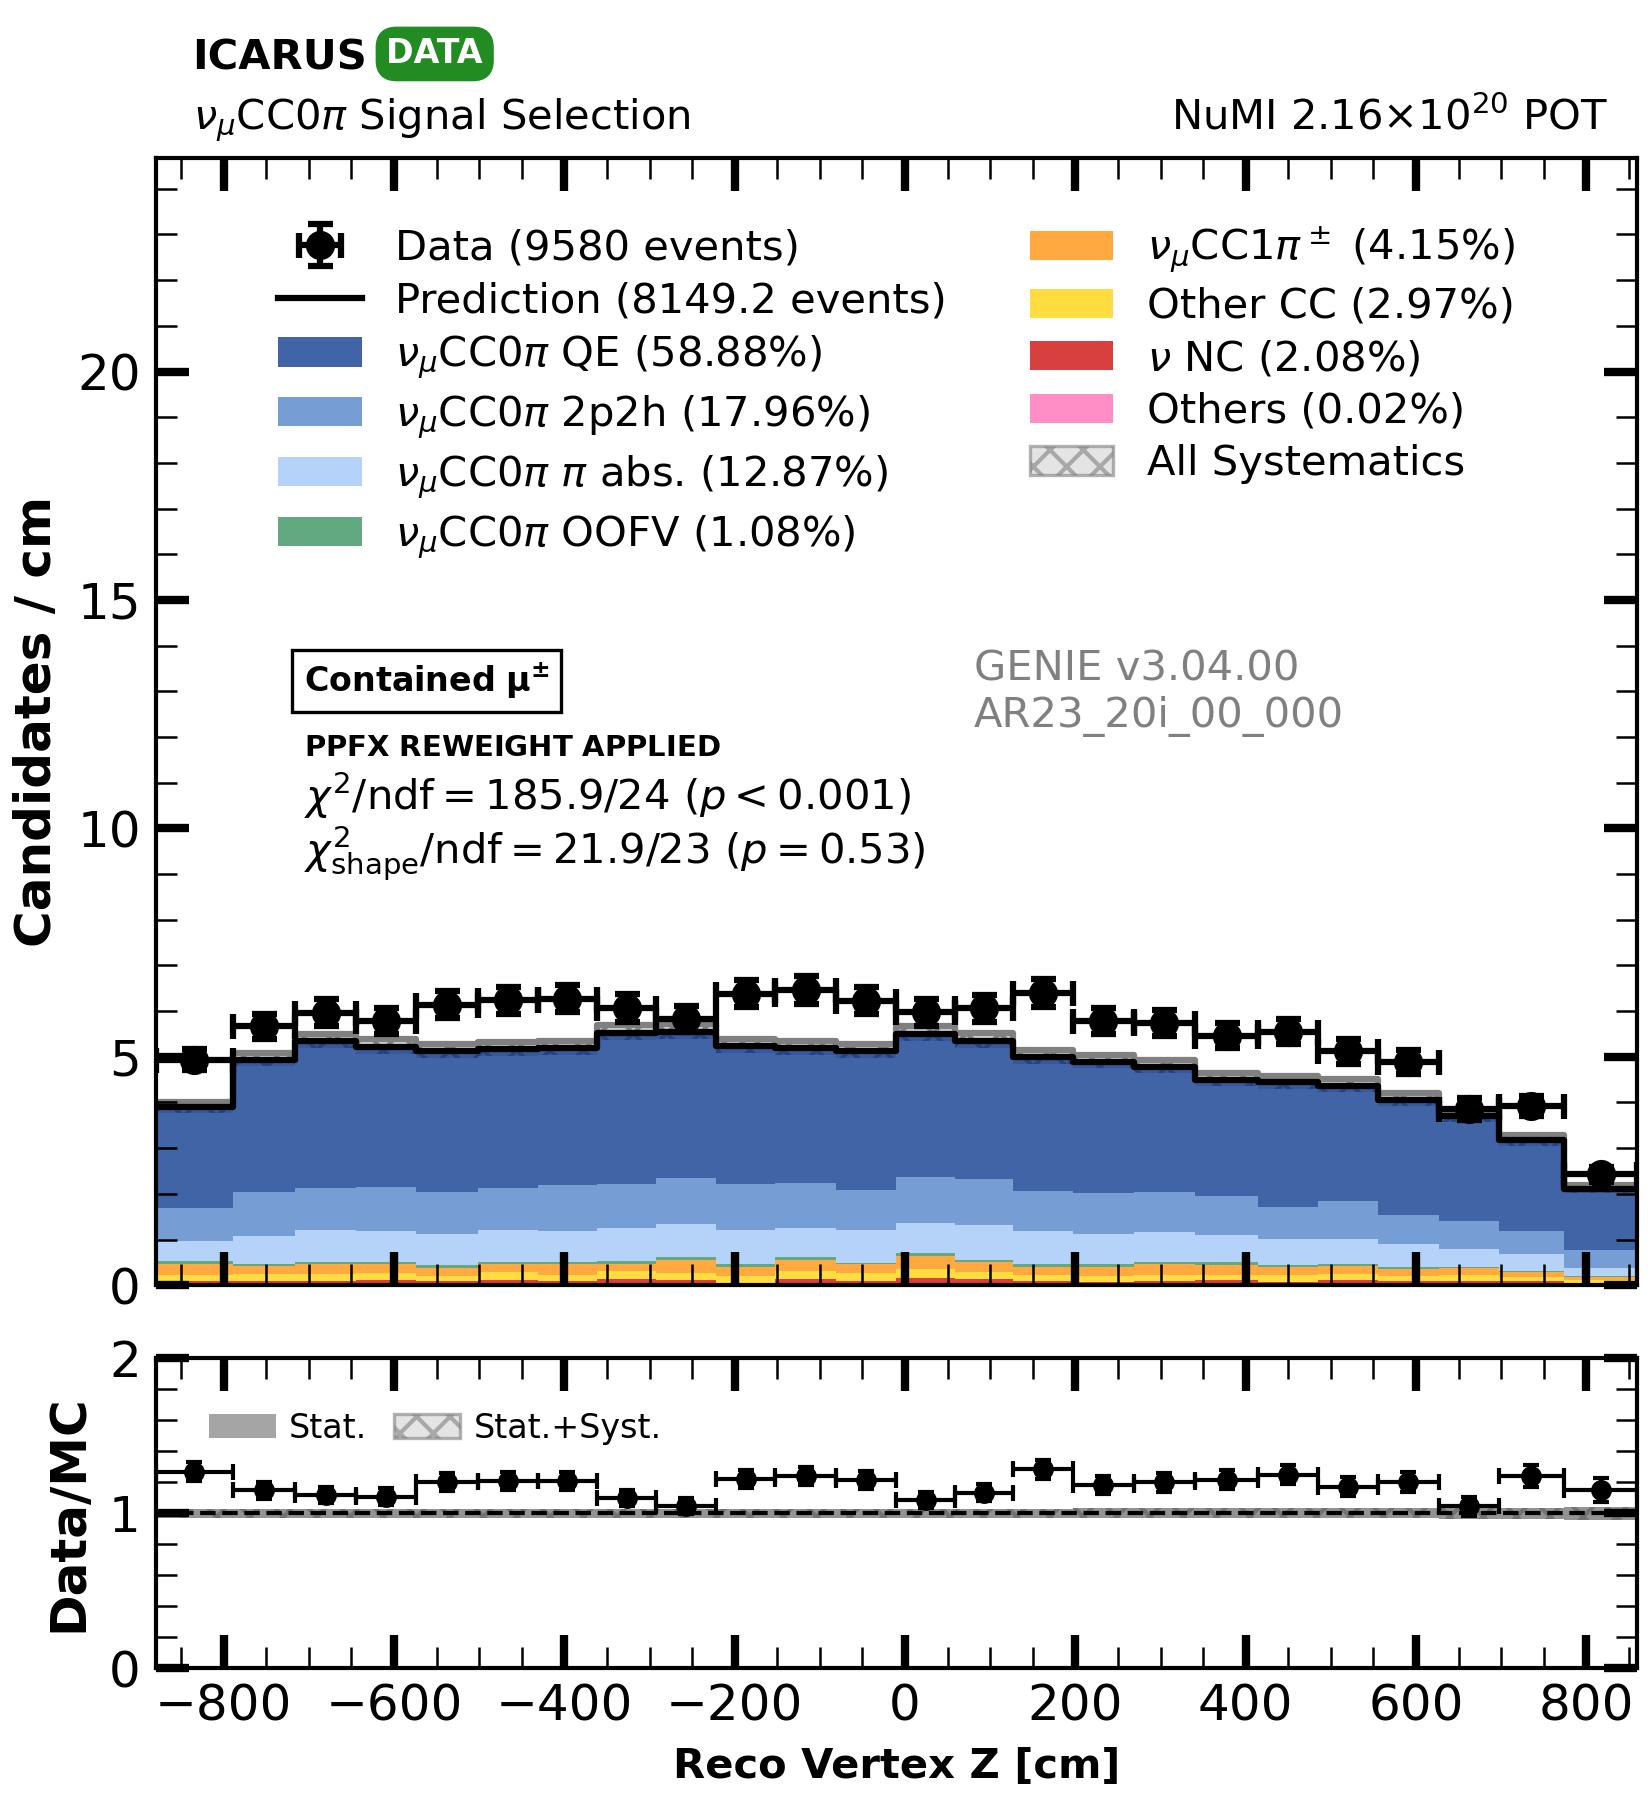 ICARUS DATA
νμCC0π Signal Selection
NuMI 2.16×10²⁰ POT
Data (9580 events)
Prediction (8149.2 events)
νμCC0π QE (58.88%)
νμCC0π 2p2h (17.96%)
νμCC0π π abs. (12.87%)
νμCC0π OOFV (1.08%)
νμCC1π± (4.15%)
Other CC (2.97%)
ν NC (2.08%)
Others (0.02%)
All Systematics
Contained μ±
PPFX REWEIGHT APPLIED
χ²/ndf = 185.9/24 (p < 0.001)
χ²shape/ndf = 21.9/23 (p = 0.53)
GENIE v3.04.00
AR23_20i_00_000
Candidates / cm
20
15
10
5
0
Data/MC
2
1
0
Stat.
Stat.+Syst.
−800 −600 −400 −200 0 200 400 600 800
Reco Vertex Z [cm]